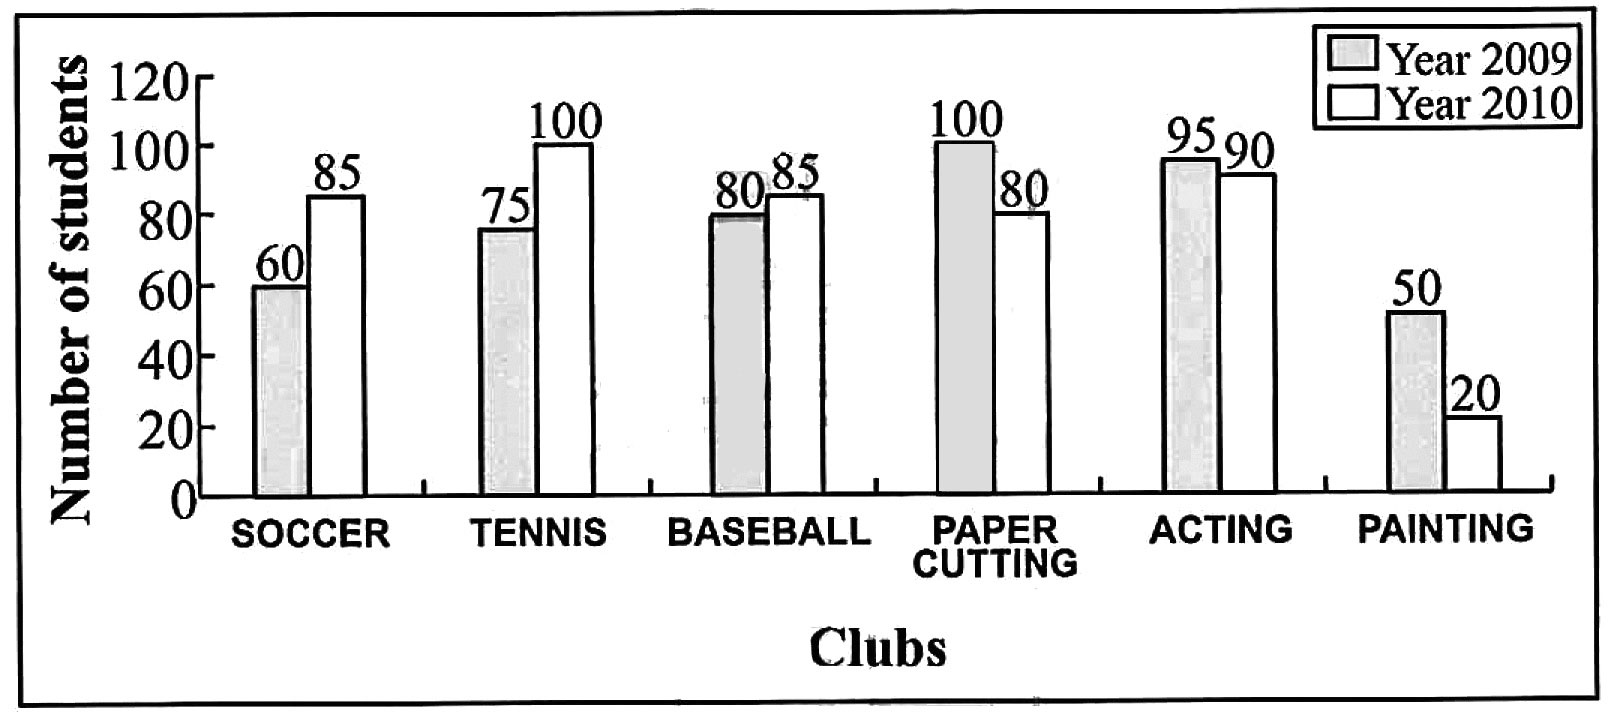 Year 2009
Year 2010
Number of students
120
100
80
60
40
20
0
60
85
75
100
80
85
100
80
95
90
50
20
SOCCER
TENNIS
BASEBALL
PAPER
CUTTING
ACTING
PAINTING
Clubs